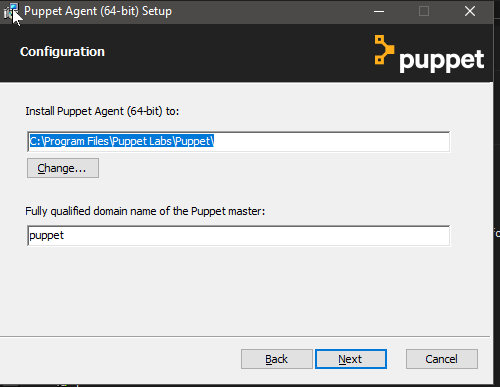 Puppet Agent (64-bit) Setup
Configuration
puppet
Install Puppet Agent (64-bit) to:
C:\Program Files\Puppet Labs\Puppet\
Change...
Fully qualified domain name of the Puppet master:
puppet
Back
Next
Cancel